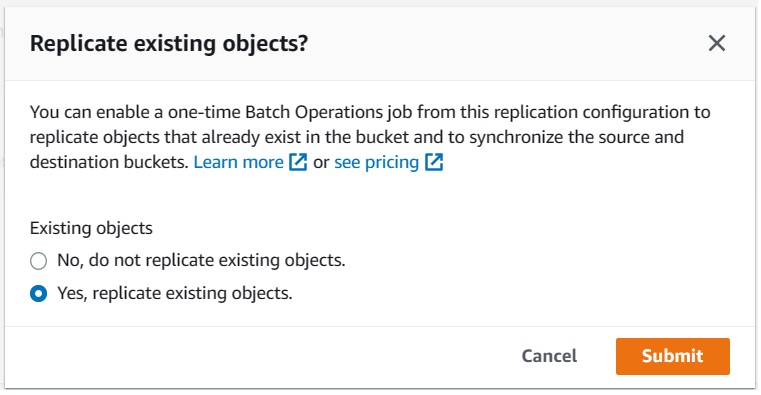 Replicate existing objects?
You can enable a one-time Batch Operations job from this replication configuration to
replicate objects that already exist in the bucket and to synchronize the source and
destination buckets. Learn more or see pricing
Existing objects
No, do not replicate existing objects.
Yes, replicate existing objects.
Cancel Submit